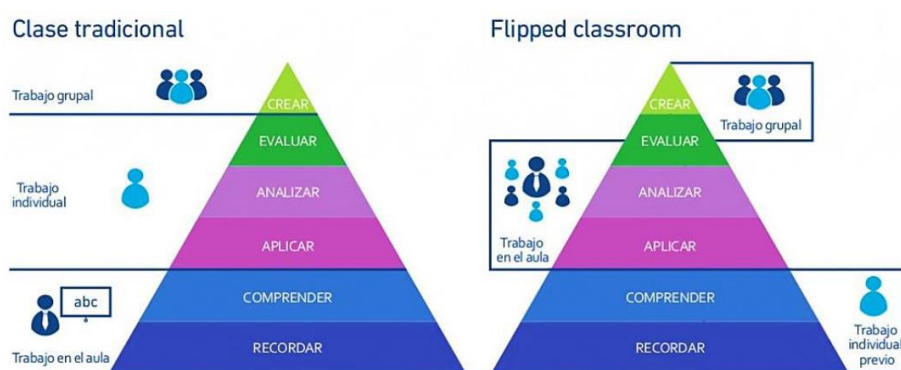 Clase tradicional
Trabajo grupal
CREAR
EVALUAR
Trabajo
individual
ANALIZAR
APLICAR
COMPRENDER
abc
Trabajo en el aula
RECORDAR
Flipped classroom
CREAR
Trabajo grupal
EVALUAR
ANALIZAR
Trabajo
en el aula
APLICAR
COMPRENDER
RECORDAR
Trabajo
individual
previo